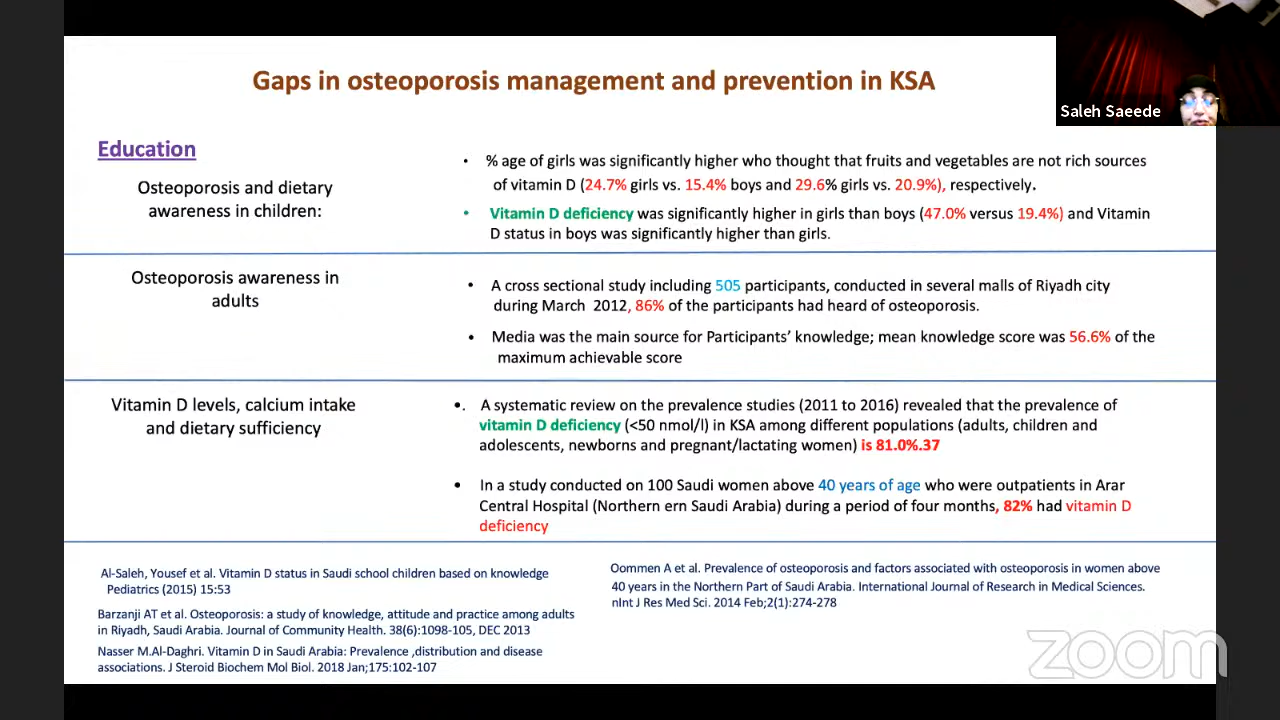 Gaps in osteoporosis management and prevention in KSA
Saleh Saeede
Education
Osteoporosis and dietary
awareness in children:
• % age of girls was significantly higher who thought that fruits and vegetables are not rich sources
of vitamin D (24.7% girls vs. 15.4% boys and 29.6% girls vs. 20.9%), respectively.
• Vitamin D deficiency was significantly higher in girls than boys (47.0% versus 19.4%) and Vitamin
D status in boys was significantly higher than girls.
Osteoporosis awareness in
adults
• A cross sectional study including 505 participants, conducted in several malls of Riyadh city
during March 2012, 86% of the participants had heard of osteoporosis.
• Media was the main source for Participants’ knowledge; mean knowledge score was 56.6% of the
maximum achievable score
Vitamin D levels, calcium intake
and dietary sufficiency
•. A systematic review on the prevalence studies (2011 to 2016) revealed that the prevalence of
vitamin D deficiency (<50 nmol/l) in KSA among different populations (adults, children and
adolescents, newborns and pregnant/lactating women) is 81.0%.37
• In a study conducted on 100 Saudi women above 40 years of age who were outpatients in Arar
Central Hospital (Northern ern Saudi Arabia) during a period of four months, 82% had vitamin D
deficiency
Al-Saleh, Yousef et al. Vitamin D status in Saudi school children based on knowledge
Pediatrics (2015) 15:53
Barzanji AT et al. Osteoporosis: a study of knowledge, attitude and practice among adults
in Riyadh, Saudi Arabia. Journal of Community Health. 38(6):1098-105, DEC 2013
Nasser M.Al-Daghri. Vitamin D in Saudi Arabia: Prevalence ,distribution and disease
associations. J Steroid Biochem Mol Biol. 2018 Jan;175:102-107
Oommen A et al. Prevalence of osteoporosis and factors associated with osteoporosis in women above
40 years in the Northern Part of Saudi Arabia. International Journal of Research in Medical Sciences.
nInt J Res Med Sci. 2014 Feb;2(1):274-278
zoom